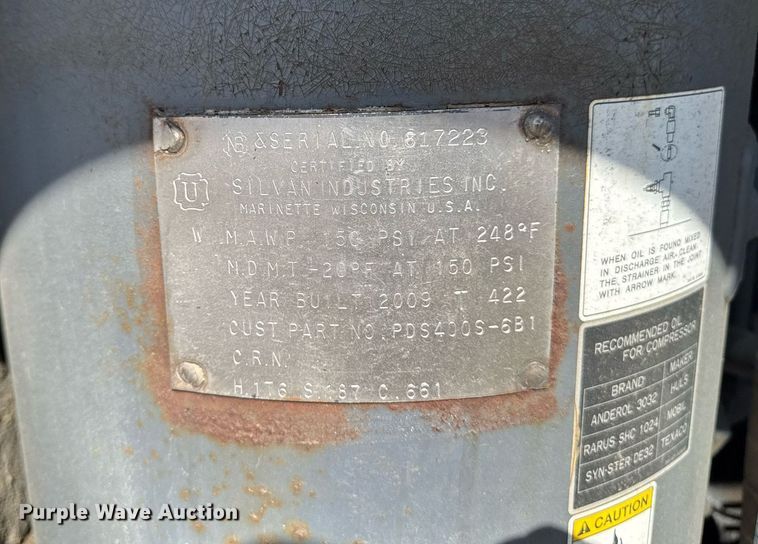 NB & SERIAL NO. 817223
CERTIFIED BY
U
SILVAN INDUSTRIES INC.
MARINETTE WISCONSIN U.S.A.
W M.A.W.P. 150 PSI AT 248°F
M.D.M.T. -20°F AT 150 PSI
YEAR BUILT 2009 T 422
CUST PART NO. PDS400S-6B1
C.R.N.
H.176 S.187 C.661
WHEN OIL IS FOUND MIXED
IN DISCHARGE AIR, CLEAN
THE STRAINER IN THE JOINT
WITH ARROW MARK.
RECOMMENDED OIL
FOR COMPRESSOR
BRAND MAKER
ANDEROL 3032 HULS
RARUS SHC 1024 MOBIL
SYN-STER DE32 TEXACO
CAUTION
Purple Wave Auction